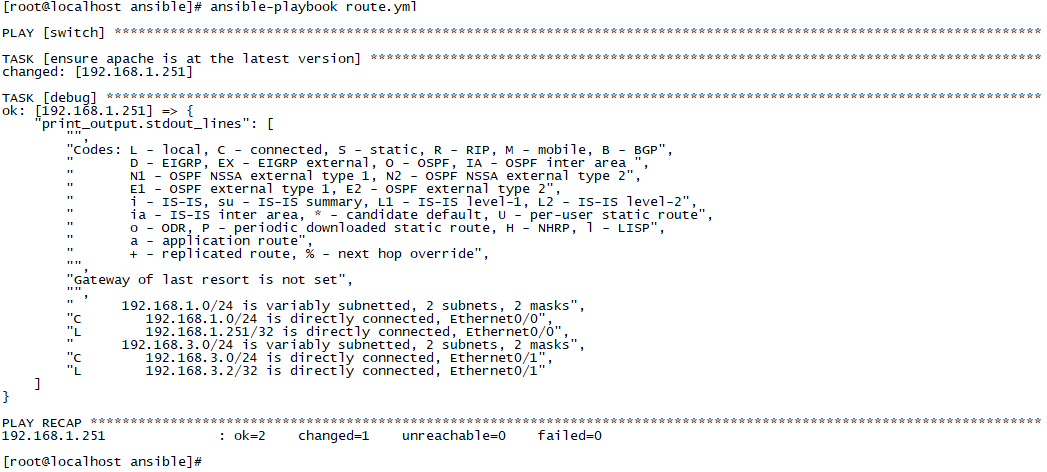 [root@localhost ansible]# ansible-playbook route.yml
PLAY [switch] ********************************************************************************************************************
TASK [ensure apache is at the latest version] ************************************************************************************
changed: [192.168.1.251]
TASK [debug] *********************************************************************************************************************
ok: [192.168.1.251] => {
    "print_output.stdout_lines": [
        "",
        "Codes: L - local, C - connected, S - static, R - RIP, M - mobile, B - BGP",
        "       D - EIGRP, EX - EIGRP external, O - OSPF, IA - OSPF inter area ",
        "       N1 - OSPF NSSA external type 1, N2 - OSPF NSSA external type 2",
        "       E1 - OSPF external type 1, E2 - OSPF external type 2",
        "       i - IS-IS, su - IS-IS summary, L1 - IS-IS level-1, L2 - IS-IS level-2",
        "       ia - IS-IS inter area, * - candidate default, U - per-user static route",
        "       o - ODR, P - periodic downloaded static route, H - NHRP, l - LISP",
        "       a - application route",
        "       + - replicated route, % - next hop override",
        "",
        "Gateway of last resort is not set",
        "",
        "      192.168.1.0/24 is variably subnetted, 2 subnets, 2 masks",
        "C        192.168.1.0/24 is directly connected, Ethernet0/0",
        "L        192.168.1.251/32 is directly connected, Ethernet0/0",
        "      192.168.3.0/24 is variably subnetted, 2 subnets, 2 masks",
        "C        192.168.3.0/24 is directly connected, Ethernet0/1",
        "L        192.168.3.2/32 is directly connected, Ethernet0/1"
    ]
}
PLAY RECAP ***********************************************************************************************************************
192.168.1.251              : ok=2    changed=1    unreachable=0    failed=0
[root@localhost ansible]#